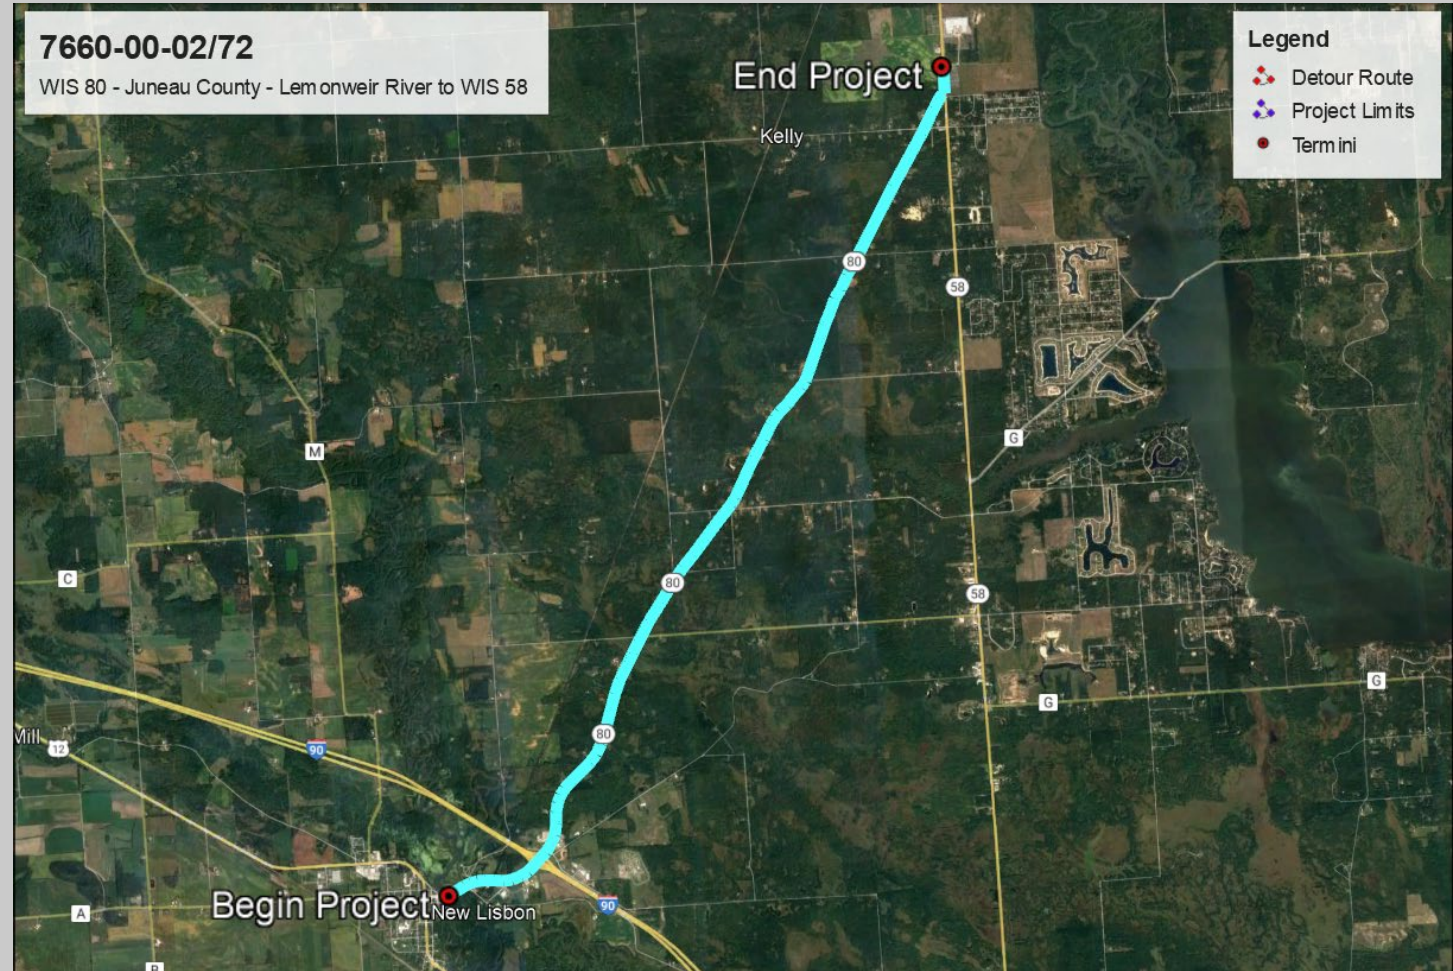 7660-00-02/72
WIS 80 - Juneau County - Lemonweir River to WIS 58
Legend
Detour Route
Project Limits
Termini
End Project
Kelly
80
58
G
M
80
C
58
G
G
80
Mill
12
90
Begin Project
New Lisbon
90
A